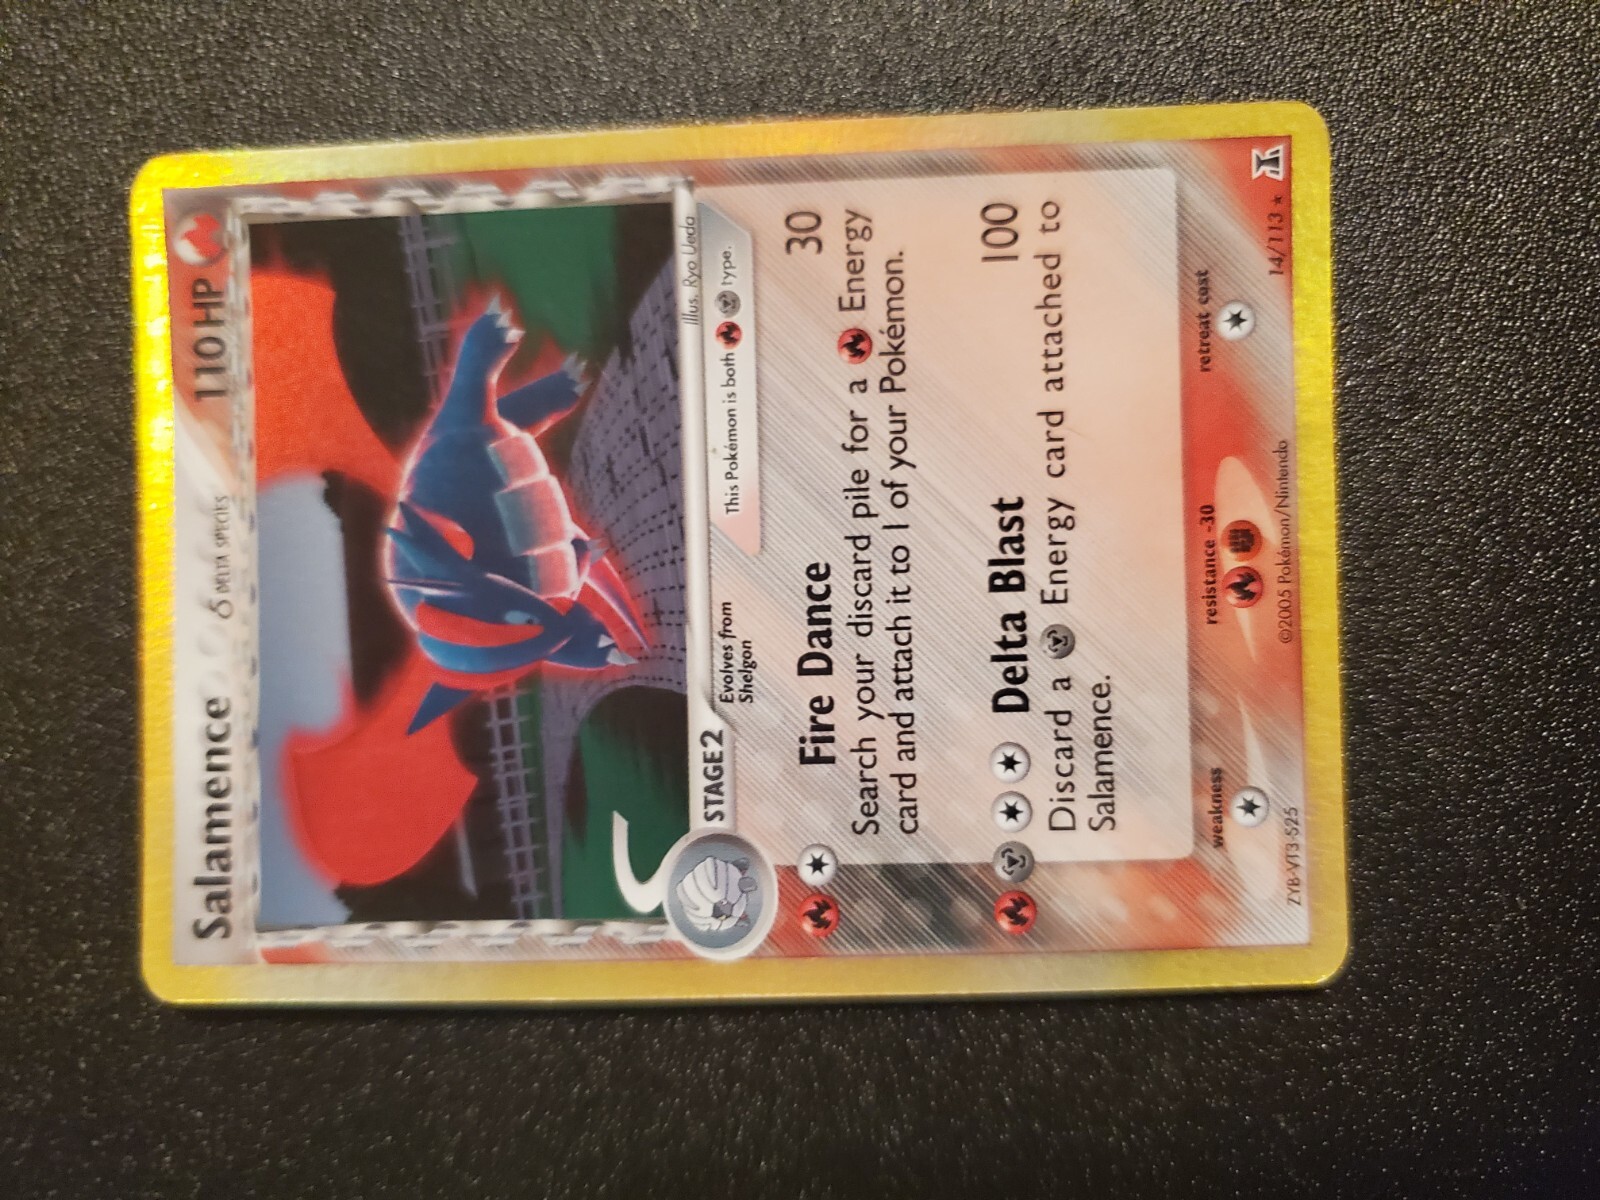 Salamence δ DELTA SPECIES 110 HP
Illus. Ryo Ueda
STAGE 2
Evolves from
Shelgon
This Pokémon is both type.
Fire Dance 30
Search your discard pile for a Energy
card and attach it to 1 of your Pokémon.
Delta Blast 100
Discard a Energy card attached to
Salamence.
weakness
resistance -30
retreat cost
ZYB-VT3-S25
©2005 Pokémon/Nintendo
14/113 ★